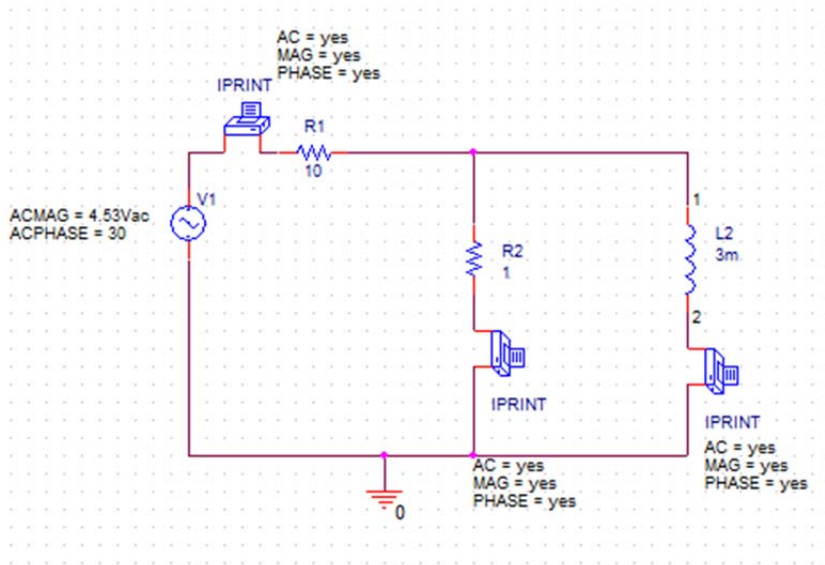 AC = yes
MAG = yes
PHASE = yes
IPRINT
R1
10
V1
ACMAG = 4.53Vac
ACPHASE = 30
1
L2
3m
2
R2
1
IPRINT
IPRINT
AC = yes
MAG = yes
PHASE = yes
AC = yes
MAG = yes
PHASE = yes
0